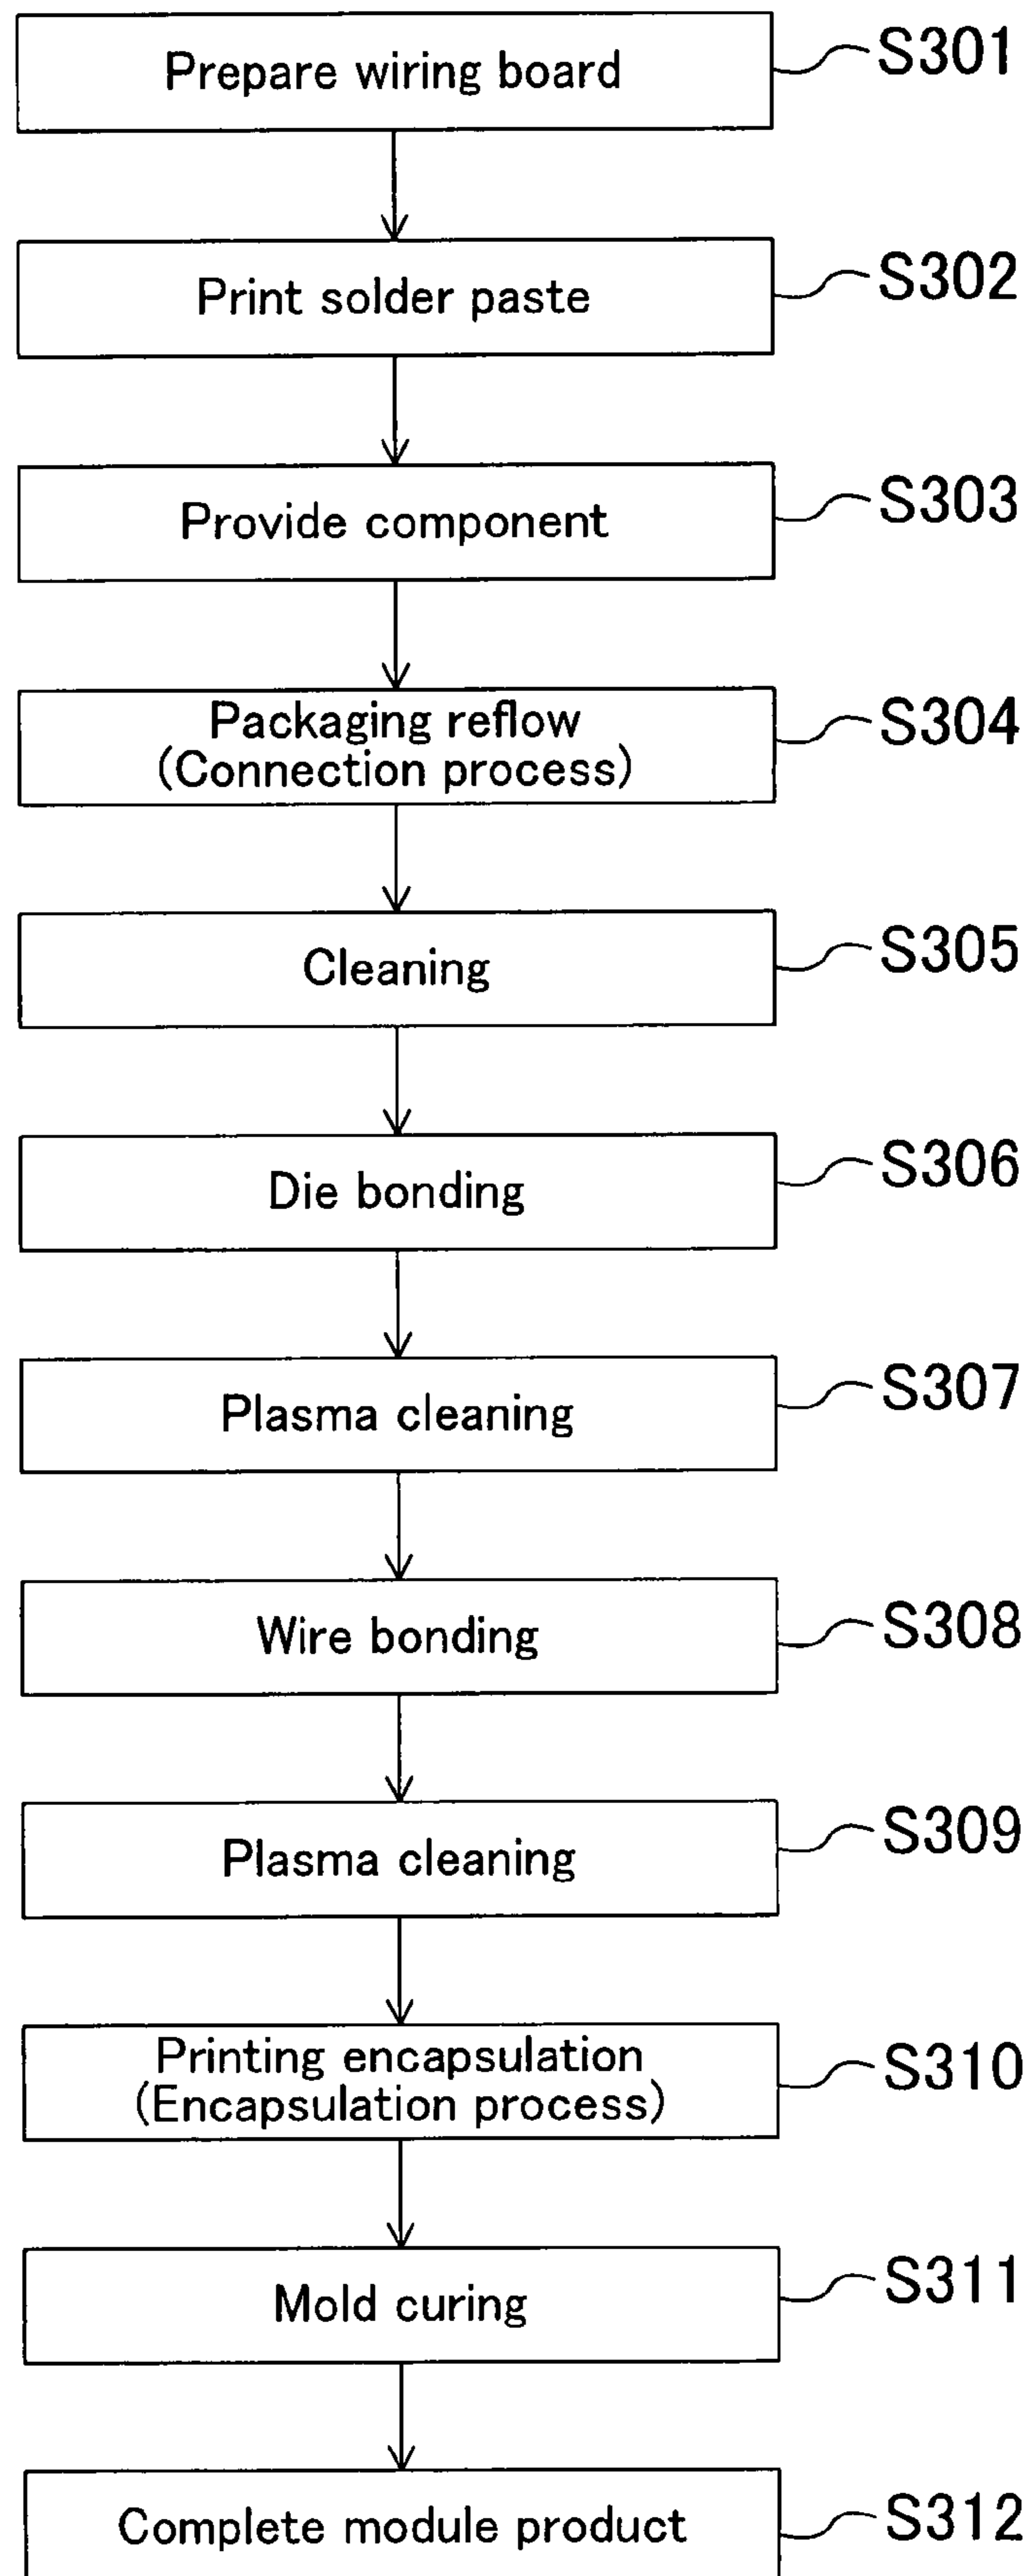 Prepare wiring board
S301
Print solder paste
S302
Provide component
S303
Packaging reflow
(Connection process)
S304
Cleaning
S305
Die bonding
S306
Plasma cleaning
S307
Wire bonding
S308
Plasma cleaning
S309
Printing encapsulation
(Encapsulation process)
S310
Mold curing
S311
Complete module product
S312